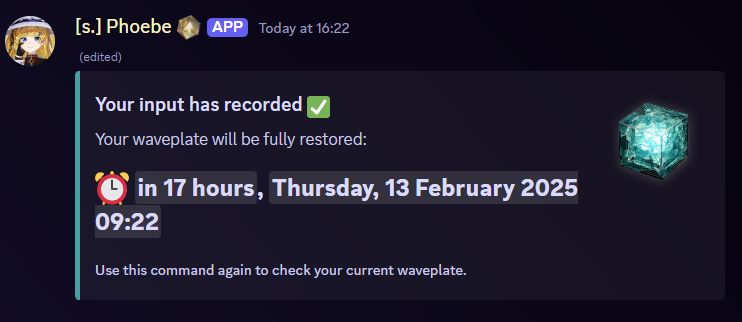 [s.] Phoebe APP Today at 16:22
(edited)
Your input has recorded ✅
Your waveplate will be fully restored:
⏰ in 17 hours, Thursday, 13 February 2025
09:22
Use this command again to check your current waveplate.